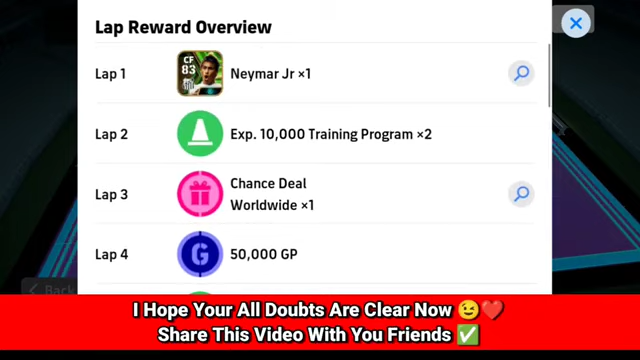 Lap Reward Overview
Lap 1
CF
83
Neymar Jr ×1
Lap 2
Exp. 10,000 Training Program ×2
Lap 3
Chance Deal
Worldwide ×1
Lap 4
G
50,000 GP
Back
I Hope Your All Doubts Are Clear Now 😉❤️
Share This Video With You Friends ✅